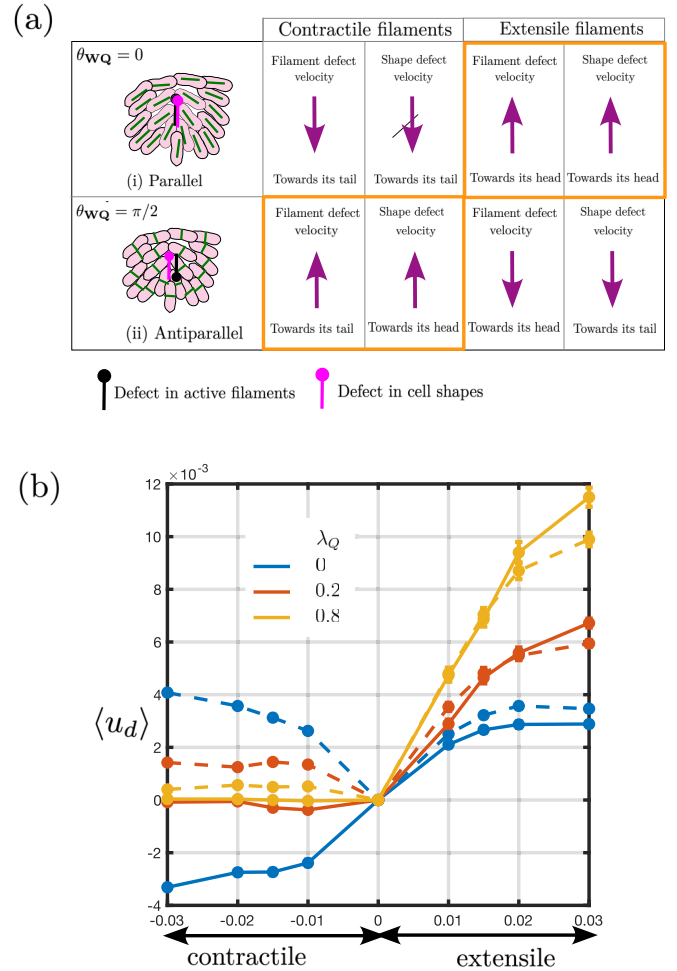 (a)
Contractile filaments
Extensile filaments
θWQ = 0
(i) Parallel
Filament defect
velocity
Towards its tail
Shape defect
velocity
Towards its tail
Filament defect
velocity
Towards its head
Shape defect
velocity
Towards its head
θWQ = π/2
(ii) Antiparallel
Filament defect
velocity
Towards its tail
Shape defect
velocity
Towards its head
Filament defect
velocity
Towards its head
Shape defect
velocity
Towards its tail
Defect in active filaments
Defect in cell shapes
(b)
×10⁻³
12
10
8
6
4
2
0
-2
-4
⟨u_d⟩
λ_Q
0
0.2
0.8
-0.03 -0.02 -0.01 0 0.01 0.02 0.03
contractile
extensile